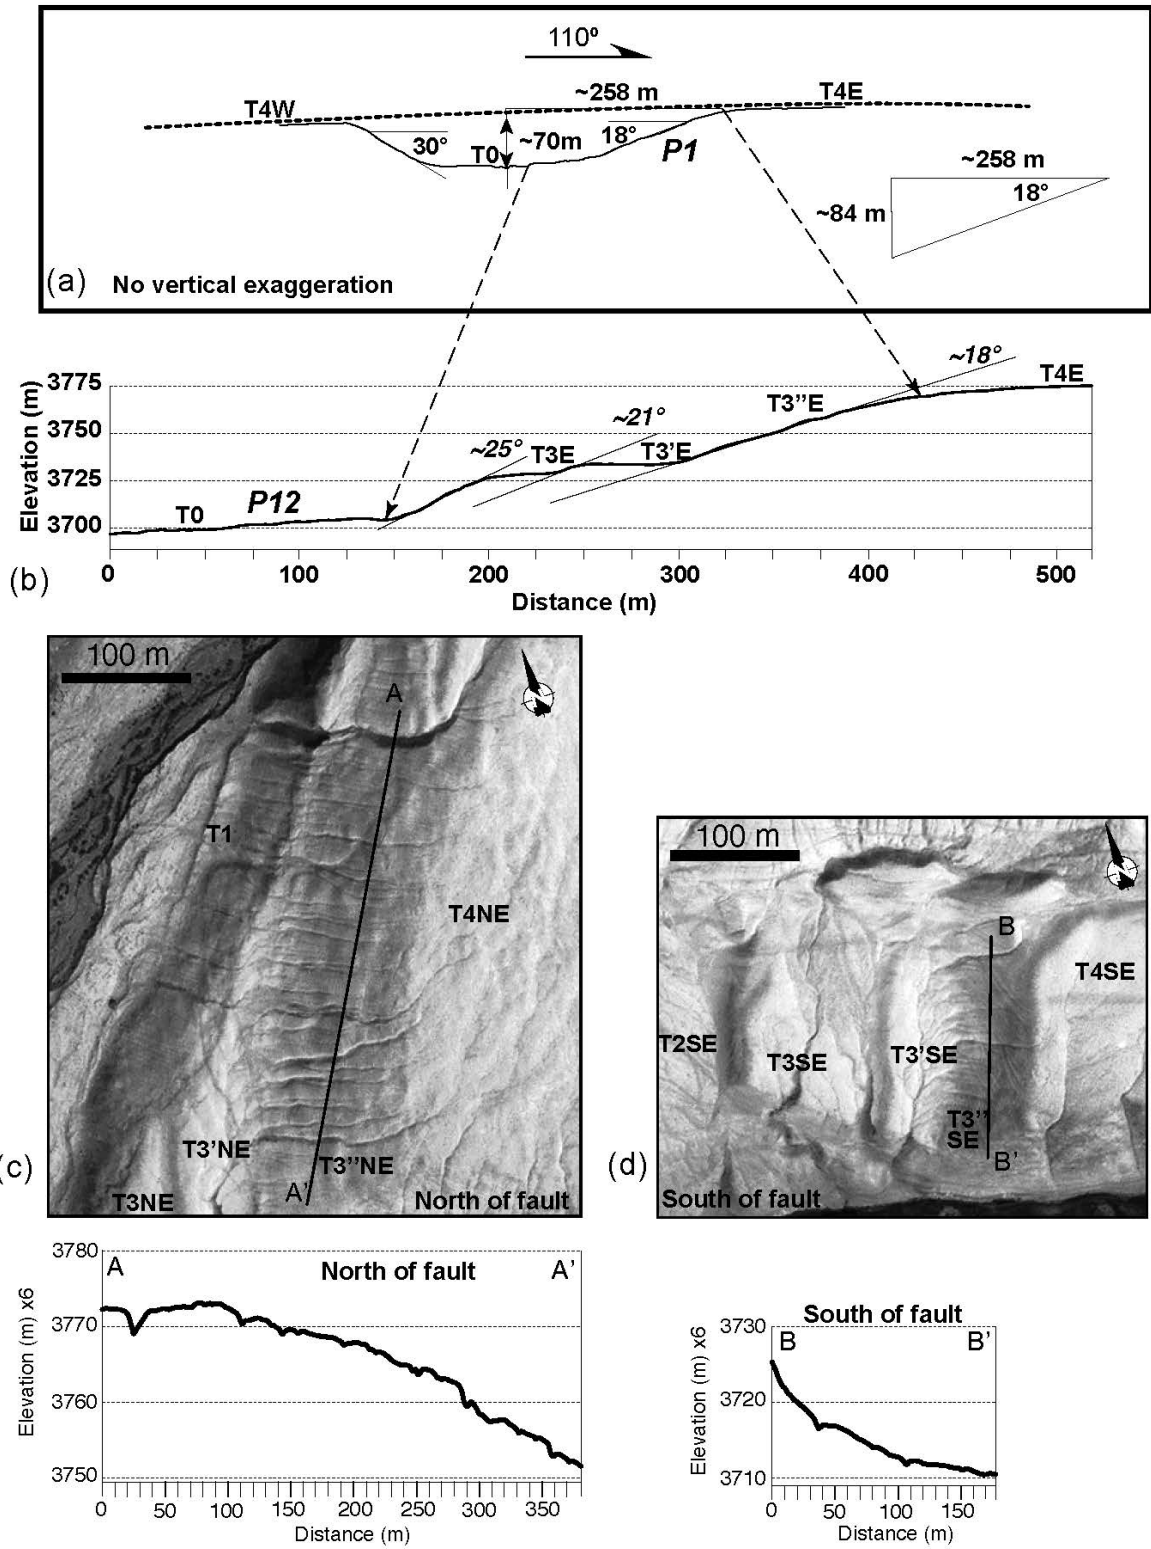 110°
~258 m
T4W
T4E
30°
T0
~70m
18°
P1
~258 m
18°
~84 m
(a) No vertical exaggeration
Elevation (m)
3775
3750
3725
3700
~18°
T4E
T3’’E
~21°
~25°
T3E
T3’E
P12
T0
(b)
0 100 200 300 400 500
Distance (m)
100 m
A
T1
T4NE
T3’NE
T3’’NE
T3NE
A’
North of fault
(c)
100 m
B
T4SE
T2SE
T3SE
T3’SE
T3’’
SE
B’
South of fault
(d)
3780
3770
3760
3750
Elevation (m) x6
A
North of fault
A’
0 50 100 150 200 250 300 350
Distance (m)
South of fault
3730
3720
3710
Elevation (m) x6
B
B’
0 50 100 150
Distance (m)